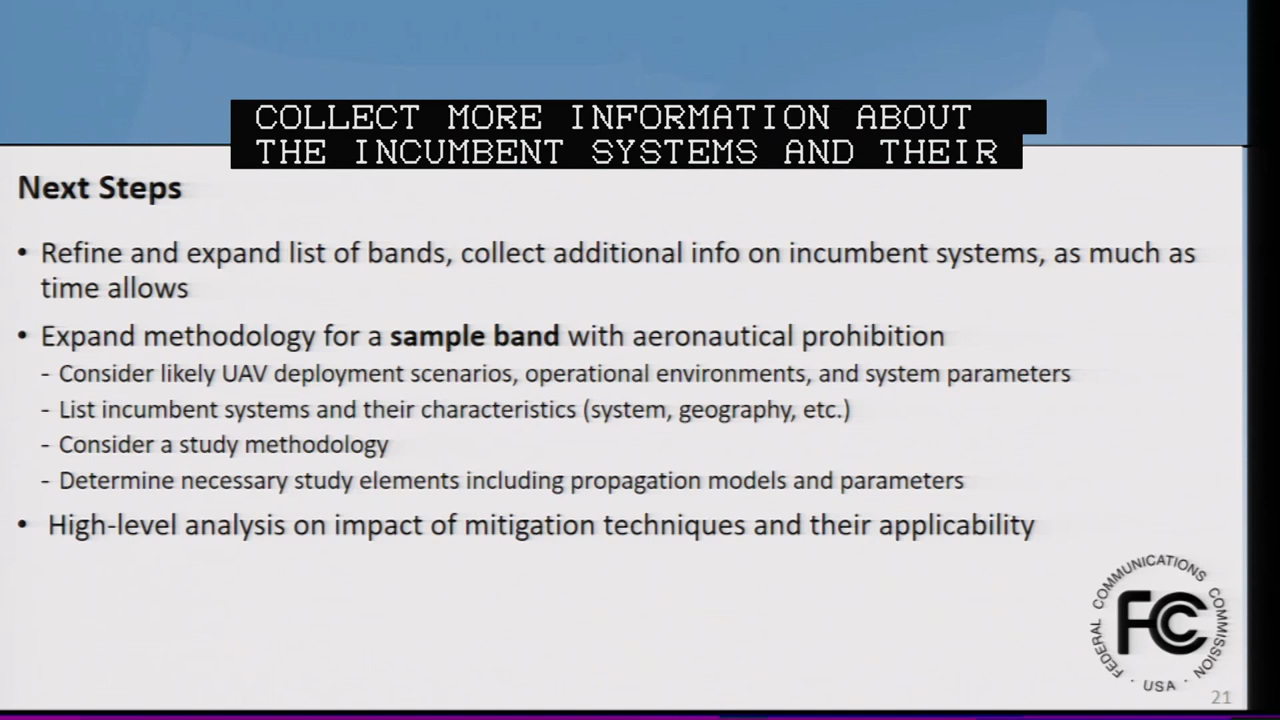 COLLECT MORE INFORMATION ABOUT
THE INCUMBENT SYSTEMS AND THEIR
Next Steps
• Refine and expand list of bands, collect additional info on incumbent systems, as much as
time allows
• Expand methodology for a sample band with aeronautical prohibition
- Consider likely UAV deployment scenarios, operational environments, and system parameters
- List incumbent systems and their characteristics (system, geography, etc.)
- Consider a study methodology
- Determine necessary study elements including propagation models and parameters
• High-level analysis on impact of mitigation techniques and their applicability
FEDERAL COMMUNICATIONS COMMISSION · USA ·
FCC
21